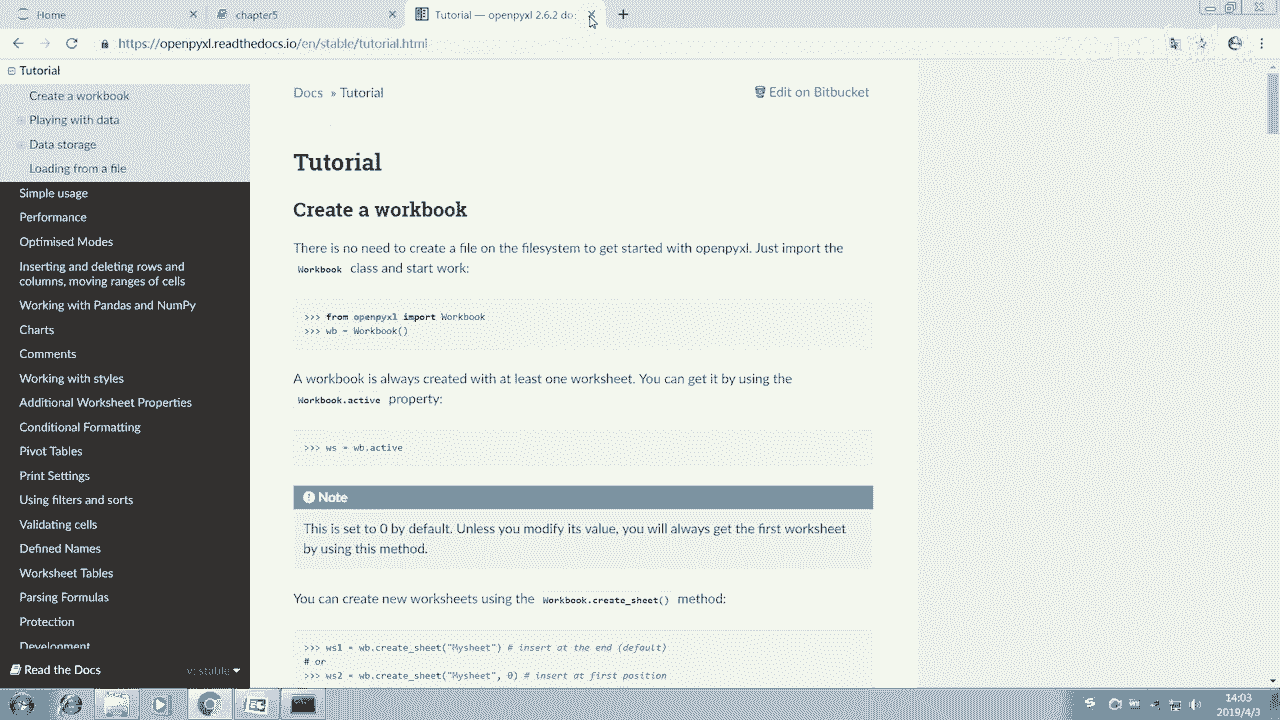 Home
chapter5
Tutorial — openpyxl 2.6.2 do
https://openpyxl.readthedocs.io/en/stable/tutorial.html
Tutorial
Create a workbook
Playing with data
Data storage
Loading from a file
Simple usage
Performance
Optimised Modes
Inserting and deleting rows and
columns, moving ranges of cells
Working with Pandas and NumPy
Charts
Comments
Working with styles
Additional Worksheet Properties
Conditional Formatting
Pivot Tables
Print Settings
Using filters and sorts
Validating cells
Defined Names
Worksheet Tables
Parsing Formulas
Protection
Development
Read the Docs
v: stable
Docs » Tutorial
Edit on Bitbucket
Tutorial
Create a workbook
There is no need to create a file on the filesystem to get started with openpyxl. Just import the
Workbook class and start work:
>>> from openpyxl import Workbook
>>> wb = Workbook()
A workbook is always created with at least one worksheet. You can get it by using the
Workbook.active property:
>>> ws = wb.active
Note
This is set to 0 by default. Unless you modify its value, you will always get the first worksheet
by using this method.
You can create new worksheets using the Workbook.create_sheet() method:
>>> ws1 = wb.create_sheet("Mysheet") # insert at the end (default)
# or
>>> ws2 = wb.create_sheet("Mysheet", 0) # insert at first position
14:03
2019/4/3